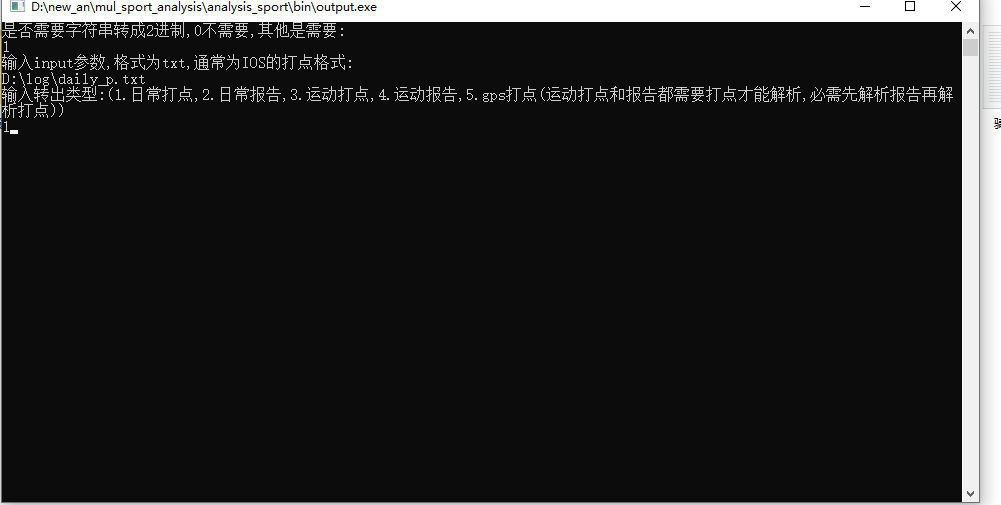 D:\new_an\mul_sport_analysis\analysis_sport\bin\output.exe
是否需要字符串转成2进制,0不需要,其他是需要:
1
输入input参数,格式为txt,通常为IOS的打点格式:
D:\log\daily_p.txt
输入转出类型:(1.日常打点,2.日常报告,3.运动打点,4.运动报告,5.gps打点(运动打点和报告都需要打点才能解析,必需先解析报告再解
析打点))
1